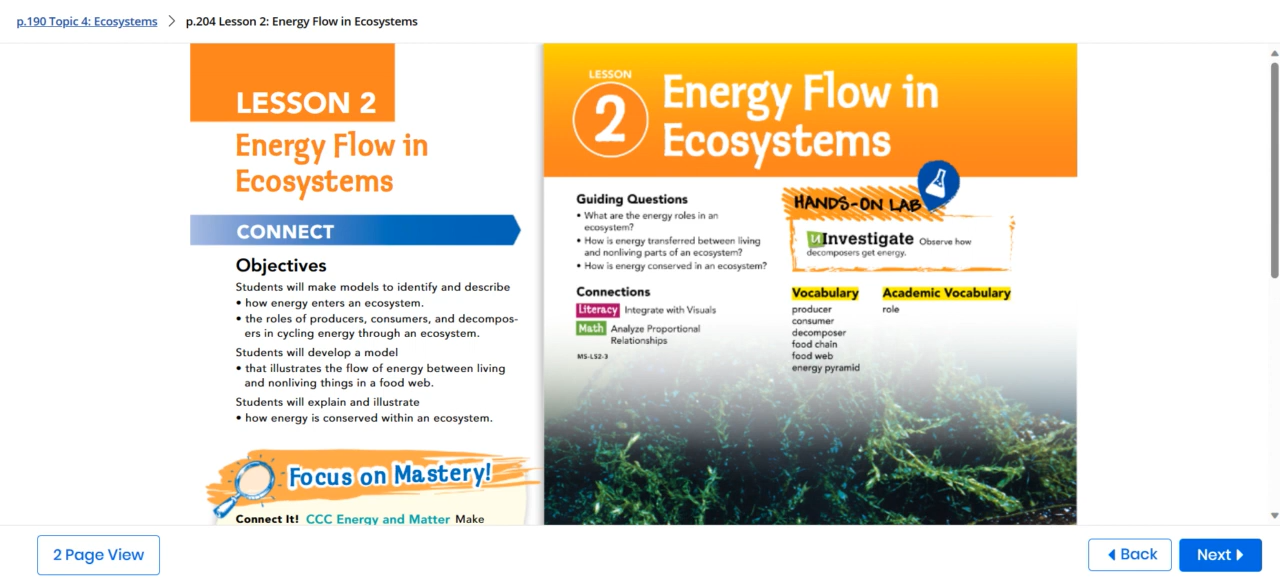 p.190 Topic 4: Ecosystems > p.204 Lesson 2: Energy Flow in Ecosystems
LESSON 2
Energy Flow in
Ecosystems
CONNECT
Objectives
Students will make models to identify and describe
• how energy enters an ecosystem.
• the roles of producers, consumers, and decompos-
ers in cycling energy through an ecosystem.
Students will develop a model
• that illustrates the flow of energy between living
and nonliving things in a food web.
Students will explain and illustrate
• how energy is conserved within an ecosystem.
Focus on Mastery!
Connect It! CCC Energy and Matter Make
LESSON
2
Energy Flow in
Ecosystems
Guiding Questions
• What are the energy roles in an
ecosystem?
• How is energy transferred between living
and nonliving parts of an ecosystem?
• How is energy conserved in an ecosystem?
Connections
Literacy Integrate with Visuals
Math Analyze Proportional
Relationships
MS-LS2-3
HANDS-ON LAB
uInvestigate Observe how
decomposers get energy.
Vocabulary
producer
consumer
decomposer
food chain
food web
energy pyramid
Academic Vocabulary
role
2 Page View
Back
Next